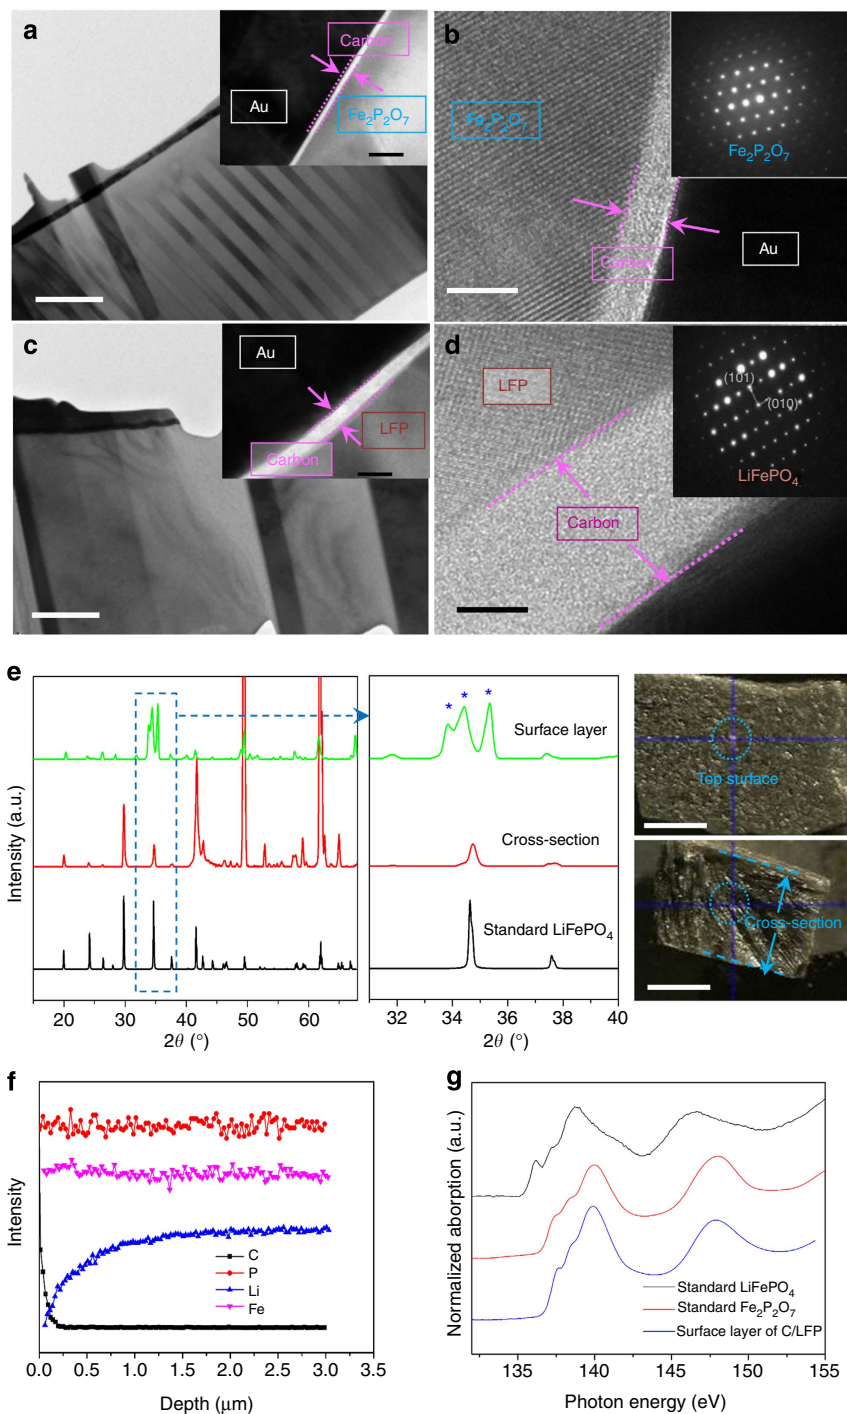 a
Carbon
Au
Fe2P2O7
b
Fe2P2O7
Fe2P2O7
Carbon
Au
c
Au
LFP
Carbon
d
LFP
(101)
(010)
LiFePO4
Carbon
e
Intensity (a.u.)
20 30 40 50 60
2θ (°)
* * *
Surface layer
Cross-section
Standard LiFePO4
32 34 36 38 40
2θ (°)
Top surface
Cross-section
f
Intensity
C
P
Li
Fe
0.0 0.5 1.0 1.5 2.0 2.5 3.0 3.5
Depth (μm)
g
Normalized aborption (a.u.)
Standard LiFePO4
Standard Fe2P2O7
Surface layer of C/LFP
135 140 145 150 155
Photon energy (eV)